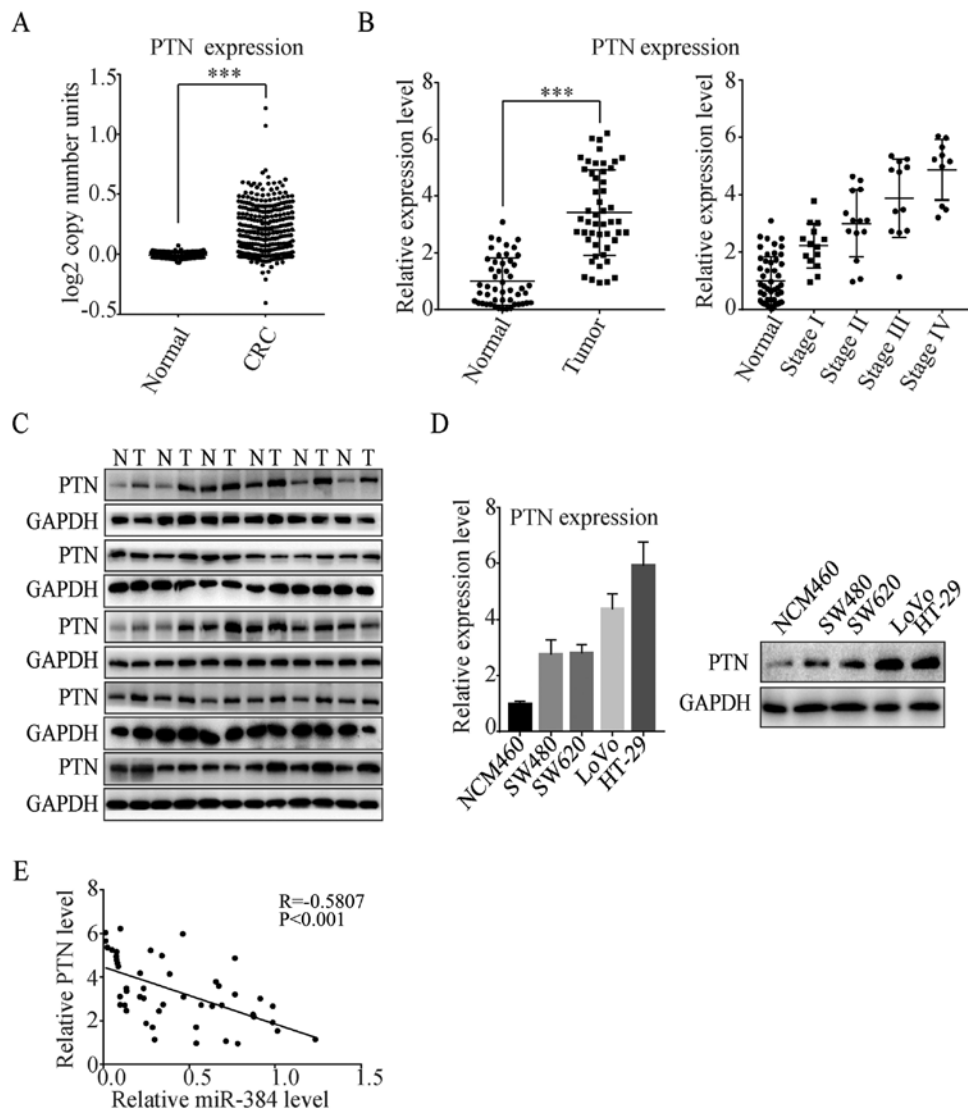 A
PTN expression
***
log2 copy number units
1.5
1.0
0.5
0.0
-0.5
Normal
CRC
B
PTN expression
***
Relative expression level
8
6
4
2
0
Normal
Tumor
Relative expression level
8
6
4
2
0
Normal
Stage I
Stage II
Stage III
Stage IV
C
N T N T N T N T N T N T
PTN
GAPDH
PTN
GAPDH
PTN
GAPDH
PTN
GAPDH
PTN
GAPDH
D
PTN expression
Relative expression level
8
6
4
2
0
NCM460
SW480
SW620
LoVo
HT-29
NCM460
SW480
SW620
LoVo
HT-29
PTN
GAPDH
E
R=-0.5807
P<0.001
Relative PTN level
8
6
4
2
0
0.0 0.5 1.0 1.5
Relative miR-384 level